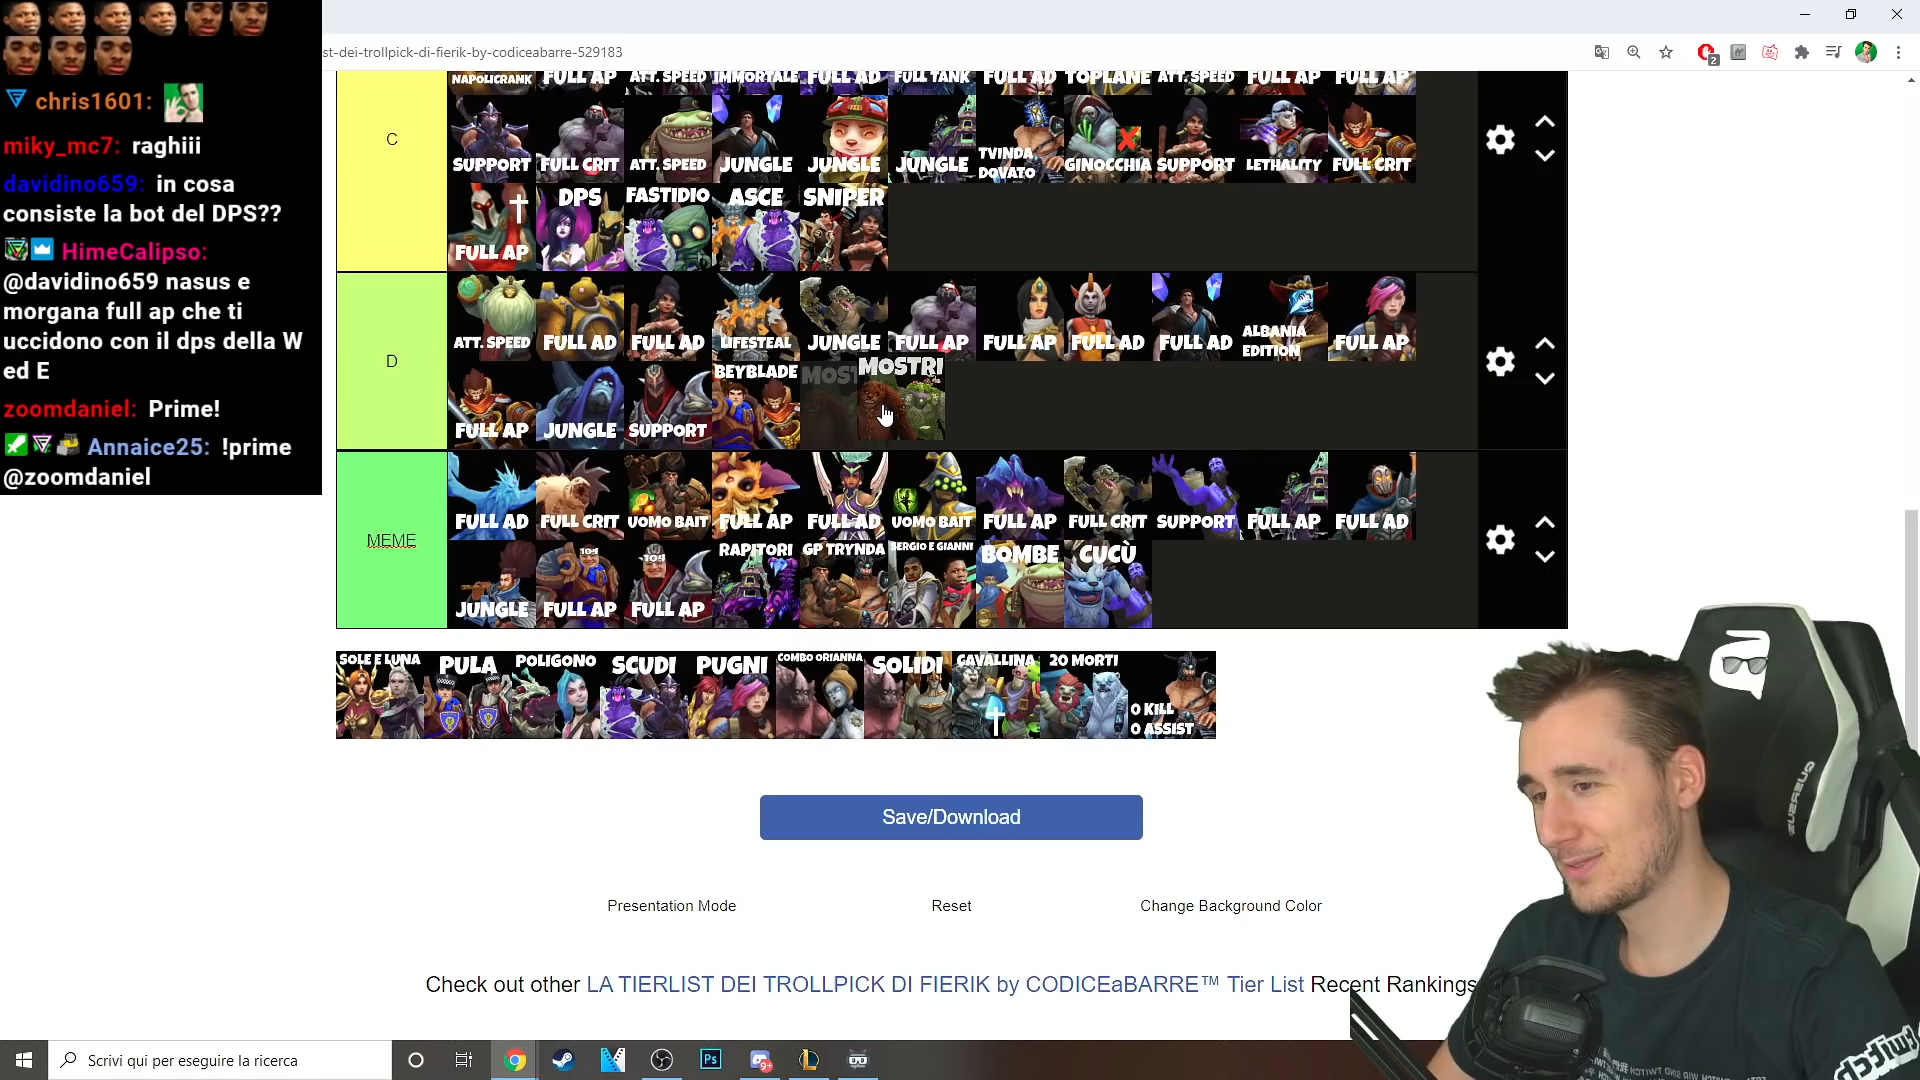 chris1601:
miky_mc7: raghiii
davidino659: in cosa
consiste la bot del DPS??
HimeCalipso:
@davidino659 nasus e
morgana full ap che ti
uccidono con il dps della W
ed E
zoomdaniel: Prime!
Annaice25: !prime
@zoomdaniel
st-dei-trollpick-di-fierik-by-codiceabarre-529183
2
C
NAPOLICRANK FULL AP ATT. SPEED IMMORTALE FULL AD FULL TANK FULL AD TOPLANE ATT. SPEED FULL AP FULL AP
SUPPORT FULL CRIT ATT. SPEED JUNGLE JUNGLE JUNGLE TVINDA DOVATO GINOCCHIA SUPPORT LETHALITY FULL CRIT
FULL AP DPS FASTIDIO ASCE SNIPER
D
ATT. SPEED FULL AD FULL AD LIFESTEAL JUNGLE FULL AP FULL AP FULL AD FULL AD ALBANIA EDITION FULL AP
FULL AP JUNGLE SUPPORT BEYBLADE MOST MOSTRI
MEME
FULL AD FULL CRIT UOMO BAIT FULL AP FULL AD UOMO BAIT FULL AP FULL CRIT SUPPORT FULL AP FULL AD
JUNGLE 104 FULL AP 104 FULL AP RAPITORI GP TRYNDA SERGIO E GIANNI BOMBE CUCÙ
SOLE E LUNA PULA POLIGONO SCUDI PUGNI COMBO ORIANNA SOLIDI CAVALLINA 20 MORTI 0 KILL
0 ASSIST
Save/Download
Presentation Mode Reset Change Background Color
Check out other LA TIERLIST DEI TROLLPICK DI FIERIK by CODICEaBARRE™ Tier List Recent Rankings
Scrivi qui per eseguire la ricerca
Ps
9+